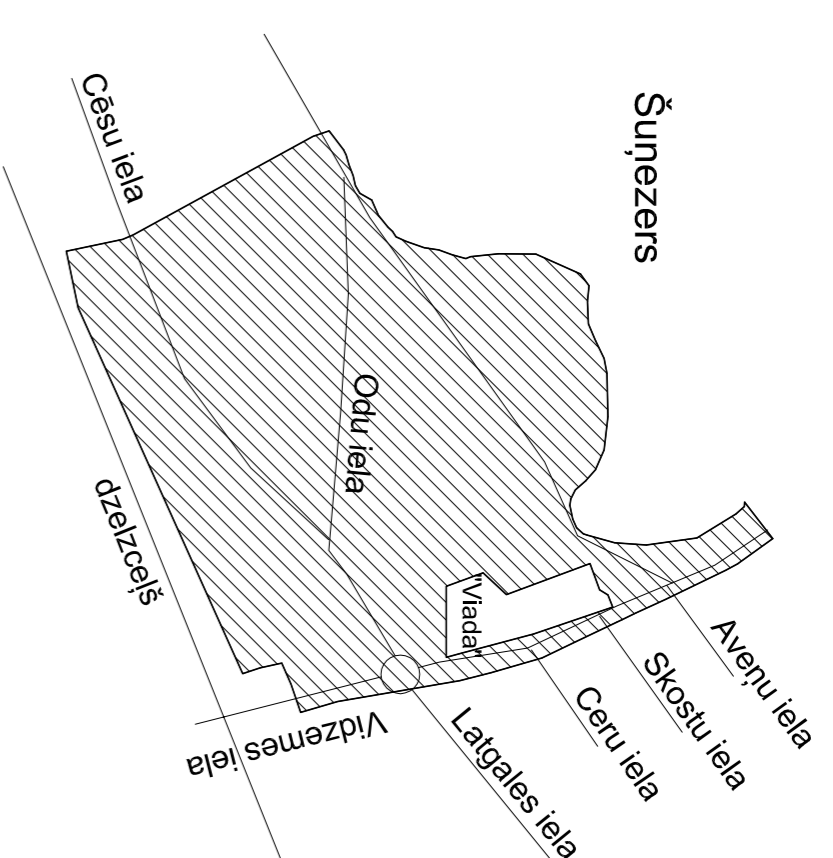 Šuņezers
Cēsu iela
Odu iela
dzelzceļš
"Viada"
Aveņu iela
Skostu iela
Ceru iela
Latgales iela
Vidzemes iela